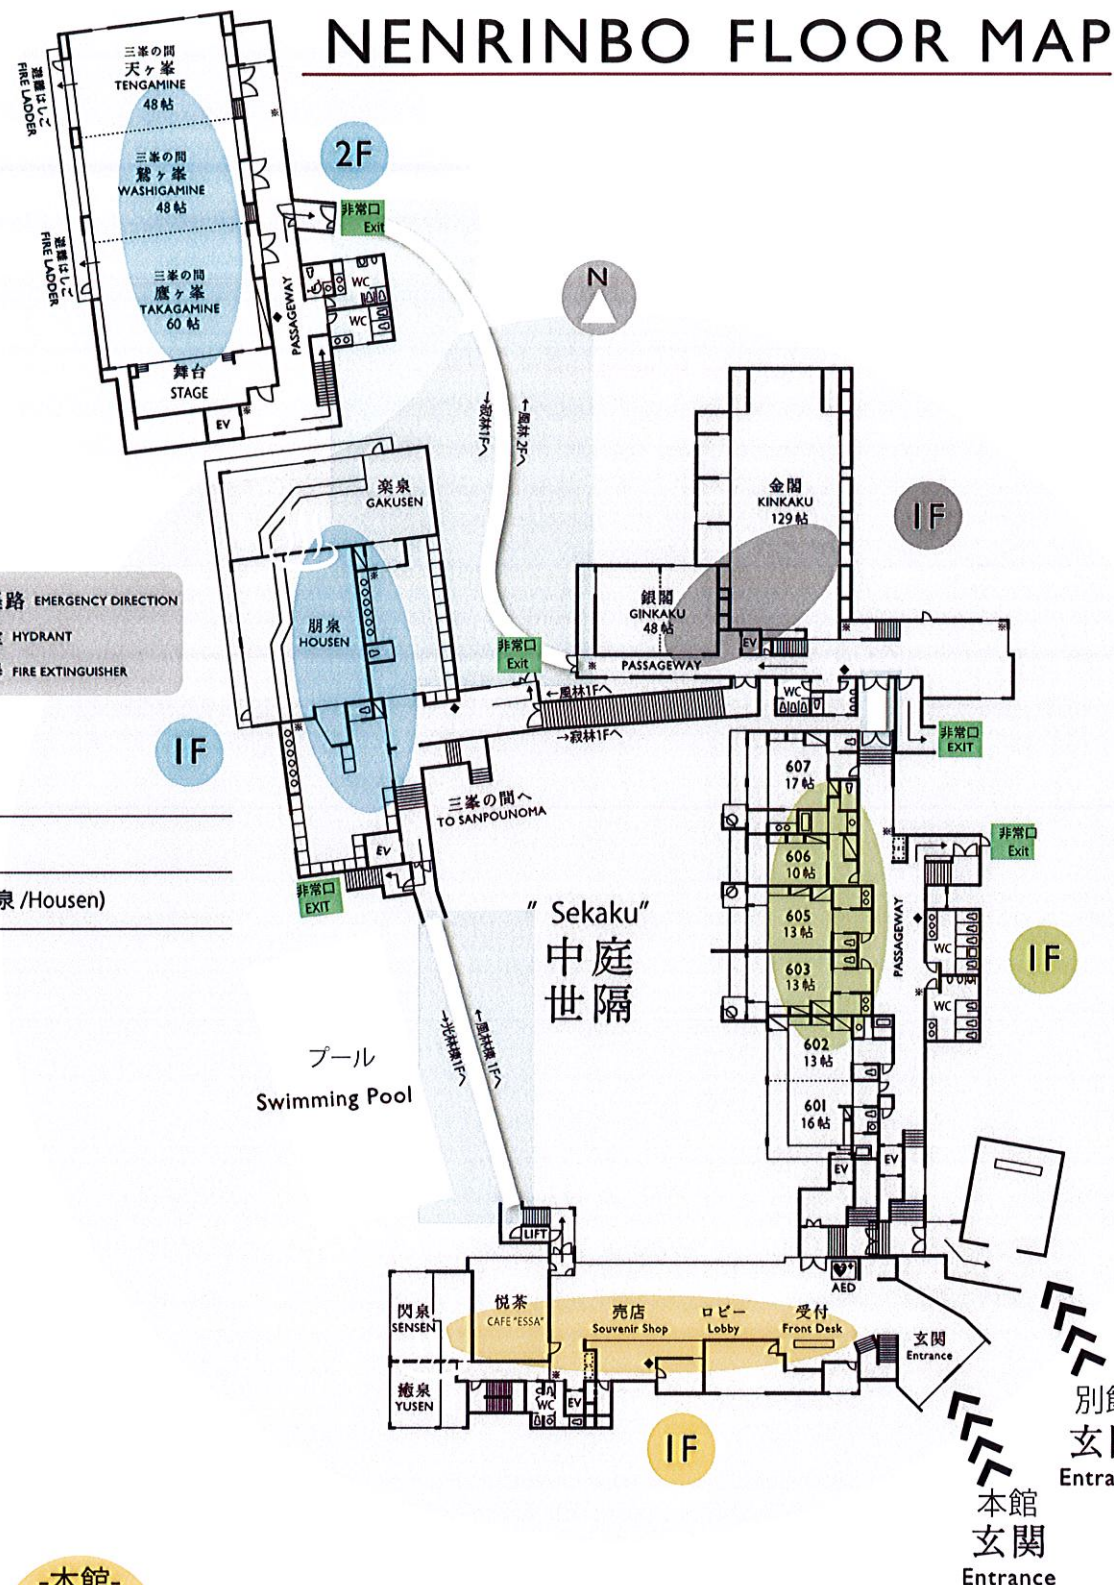 NENRINBO FLOOR MAP
三峯の間
天ヶ峯
TENGAMINE
48帖
避難はしご
FIRE LADDER
三峯の間
鷲ヶ峯
WASHIGAMINE
48帖
避難はしご
FIRE LADDER
三峯の間
鷹ヶ峯
TAKAGAMINE
60帖
舞台
STAGE
EV
PASSAGEWAY
2F
非常口
Exit
WC
WC
N
←風林 2Fへ
→寂林1Fへ
楽泉
GAKUSEN
金閣
KINKAKU
129帖
1F
路 EMERGENCY DIRECTION
HYDRANT
FIRE EXTINGUISHER
朋泉
HOUSEN
銀閣
GINKAKU
48帖
EV
PASSAGEWAY
非常口
Exit
←風林1Fへ
→寂林1Fへ
WC
非常口
EXIT
1F
三峯の間へ
TO SANPOUNOMA
607
17帖
非常口
Exit
EV
606
10帖
泉 /Housen)
非常口
EXIT
" Sekaku"
中庭
世隔
605
13帖
603
13帖
PASSAGEWAY
WC
WC
1F
602
13帖
601
16帖
←風林棟 1Fへ
→光林棟1Fへ
プール
Swimming Pool
EV
EV
LIFT
AED
閃泉
SENSEN
悦茶
CAFE "ESSA"
売店
Souvenir Shop
ロビー
Lobby
受付
Front Desk
玄関
Entrance
癒泉
YUSEN
WC
EV
1F
別
玄
Entra
本館
玄関
Entrance
-本館-